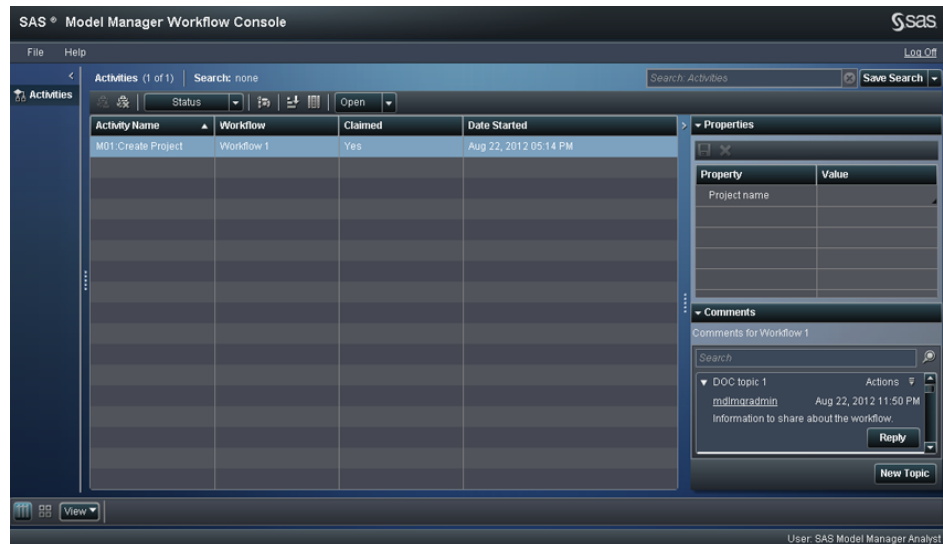 SAS ® Model Manager Workflow Console
sas
File Help
Log Off
Activities (1 of 1) Search: none
Search: Activities
Save Search
Activities
Status
Open
Activity Name Workflow Claimed Date Started
M01:Create Project Workflow 1 Yes Aug 22, 2012 05:14 PM
Properties
Property Value
Project name
Comments
Comments for Workflow 1
Search
DOC topic 1 Actions
mdlmgradmin Aug 22, 2012 11:50 PM
Information to share about the workflow.
Reply
New Topic
View
User: SAS Model Manager Analyst